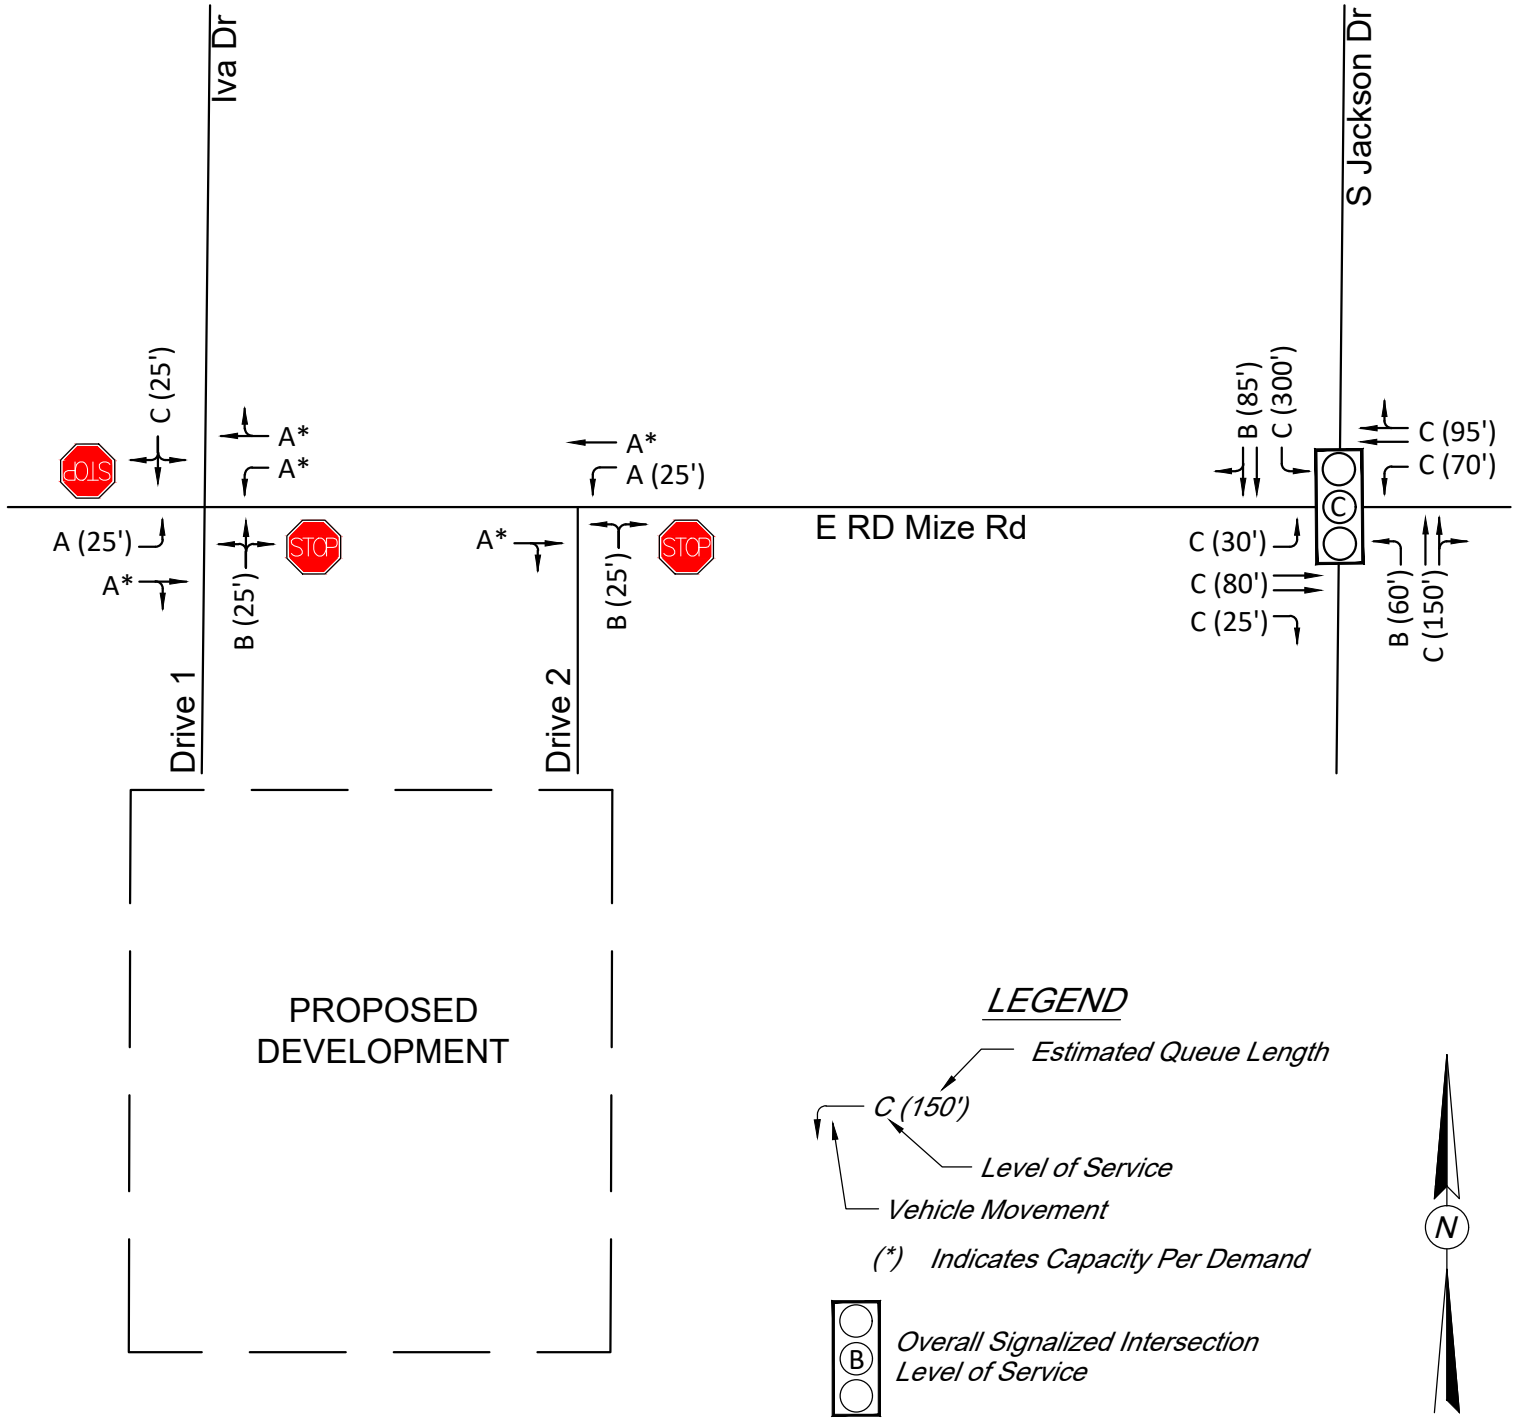 Iva Dr
S Jackson Dr
C (25')
STOP
A*
A*
A*
A (25')
B (85')
C (300')
C (95')
C (70')
C
A (25')
A*
STOP
B (25')
A*
STOP
B (25')
E RD Mize Rd
C (30')
C (80')
C (25')
B (60')
C (150')
Drive 1
Drive 2
PROPOSED
DEVELOPMENT
LEGEND
Estimated Queue Length
C (150')
Level of Service
Vehicle Movement
(*) Indicates Capacity Per Demand
B
Overall Signalized Intersection
Level of Service
N